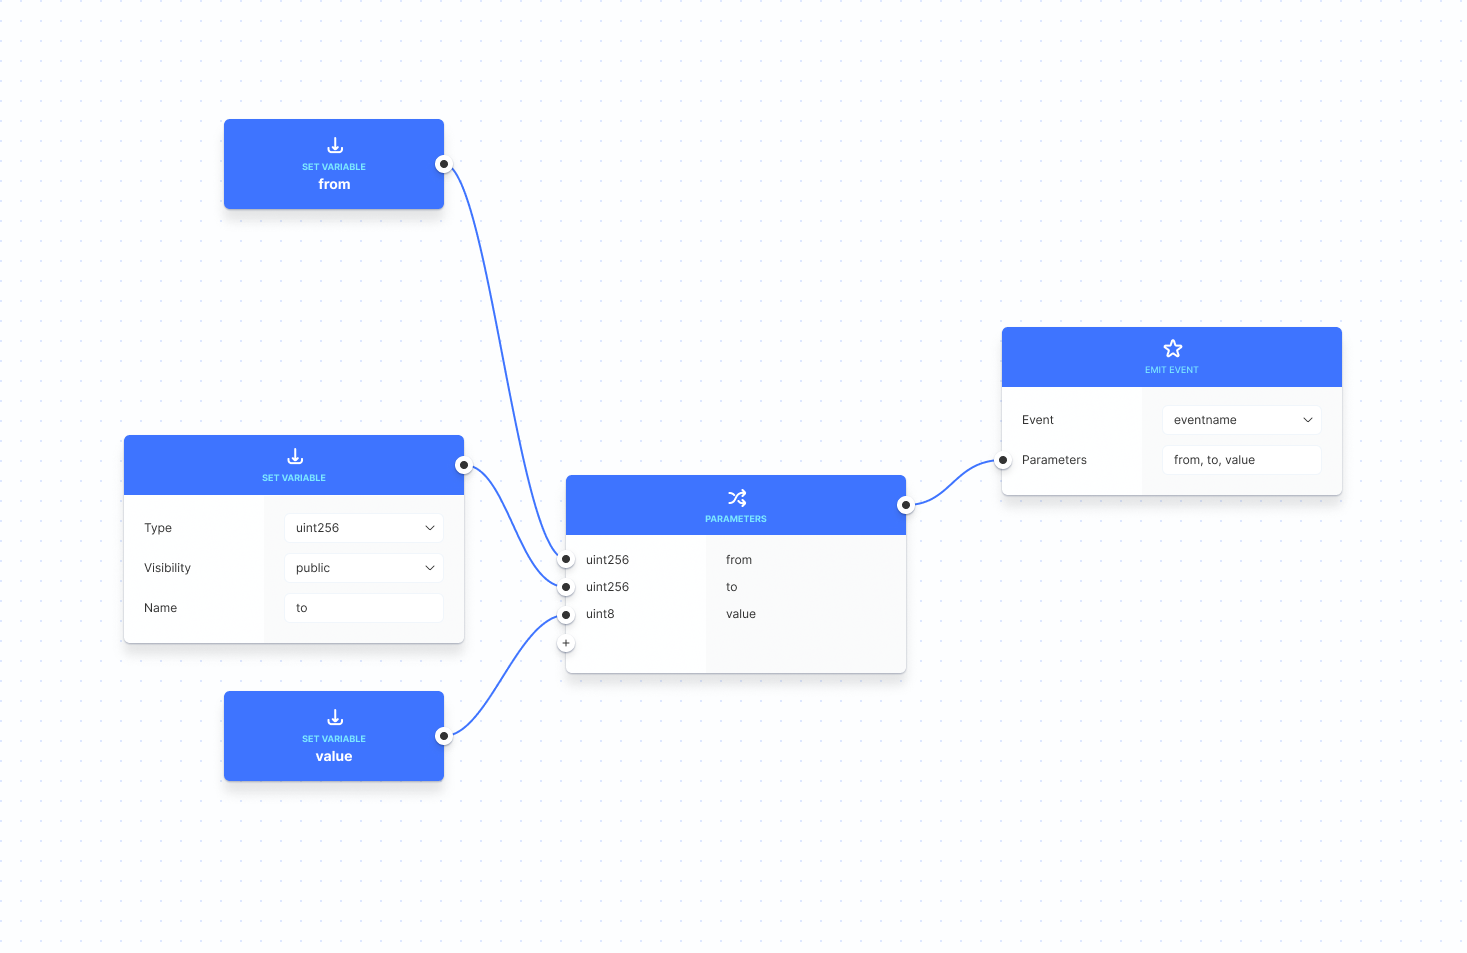 SET VARIABLE
from
SET VARIABLE
Type uint256
Visibility public
Name to
SET VARIABLE
value
PARAMETERS
uint256 from
uint256 to
uint8 value
+
EMIT EVENT
Event eventname
Parameters from, to, value